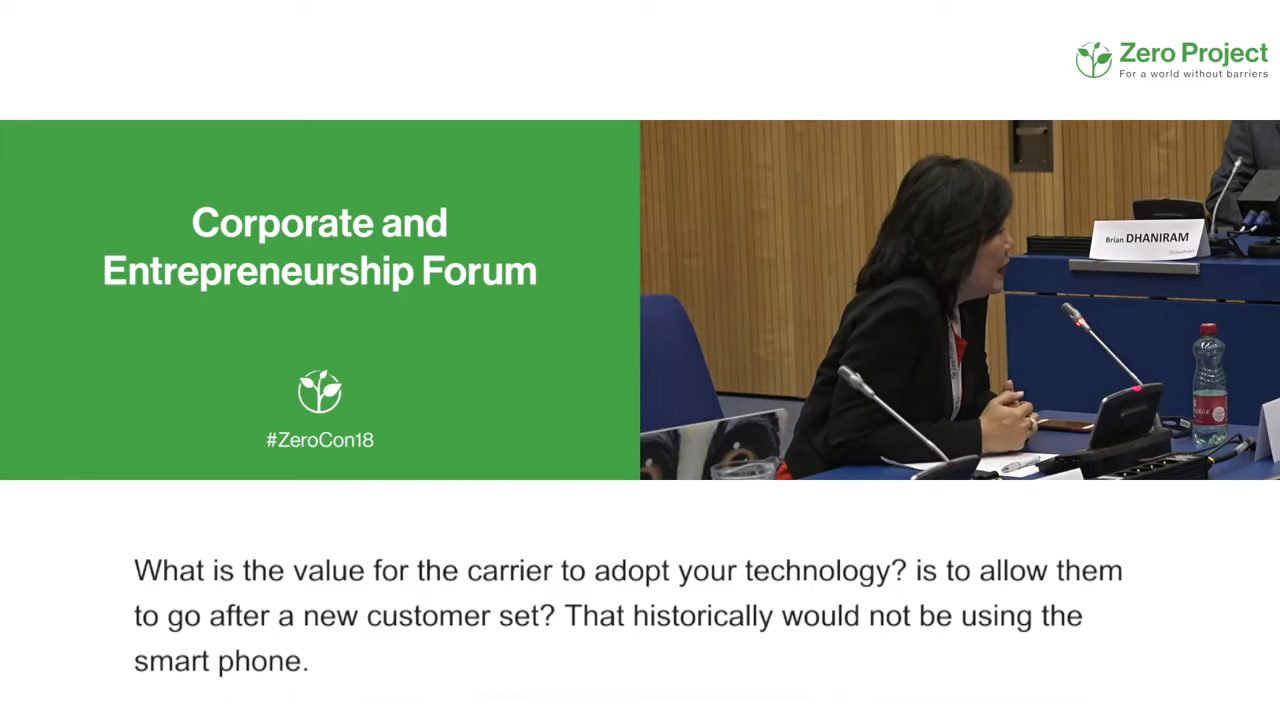 Zero Project
For a world without barriers
Corporate and
Entrepreneurship Forum
#ZeroCon18
Brian DHANIRAM
What is the value for the carrier to adopt your technology? is to allow them
to go after a new customer set? That historically would not be using the
smart phone.